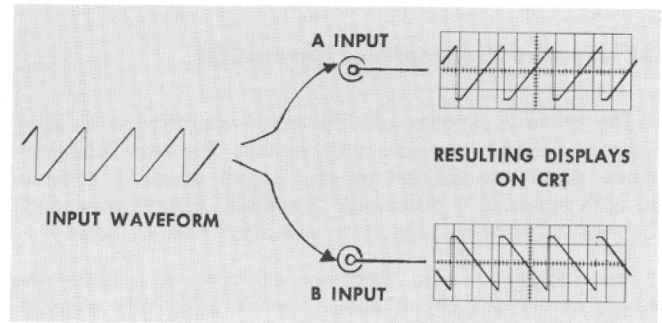 A INPUT
INPUT WAVEFORM
RESULTING DISPLAYS
ON CRT
B INPUT